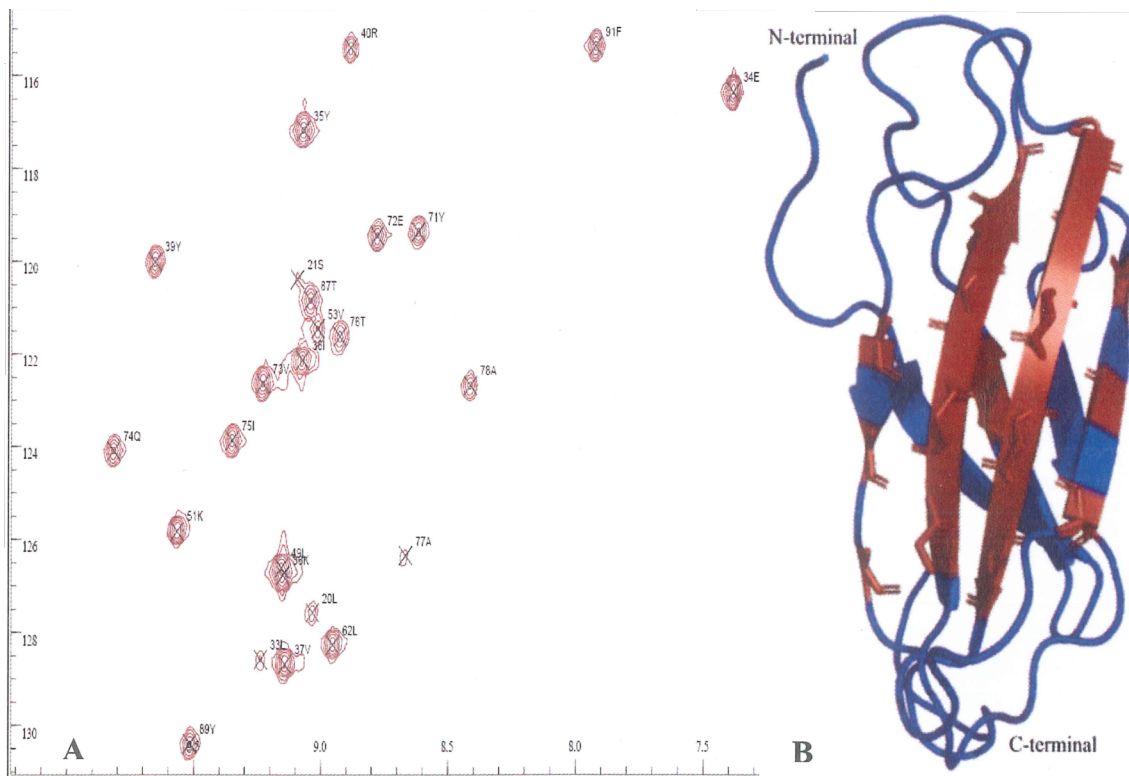 40R
91F
N-terminal
116
34E
35Y
118
72E
71Y
39Y
120
21S
87T
53V
76T
122
36I
73V
78A
124
74Q
75I
51K
126
49L
38K
77A
20L
62L
128
33L
37V
130
89Y
A
B
C-terminal
9.0
8.5
8.0
7.5